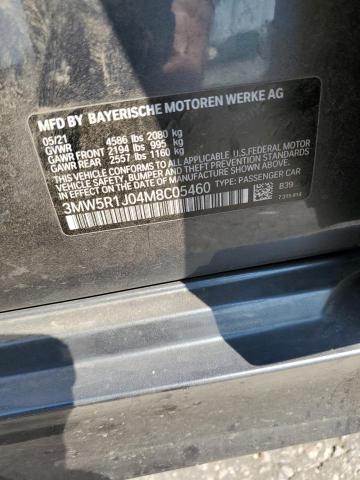 MFD BY BAYERISCHE MOTOREN WERKE AG
05/21
GVWR 4586 lbs 2080 kg
GAWR FRONT 2194 lbs 995 kg
GAWR REAR 2557 lbs 1160 kg
THIS VEHICLE CONFORMS TO ALL APPLICABLE U.S.FEDERAL MOTOR
VEHICLE SAFETY, BUMPER, AND THEFT PREVENTION STANDARDS IN
EFFECT ON THE DATE OF MANUFACTURE SHOWN ABOVE.
3MW5R1J04M8C05460 TYPE: PASSENGER CAR
B39